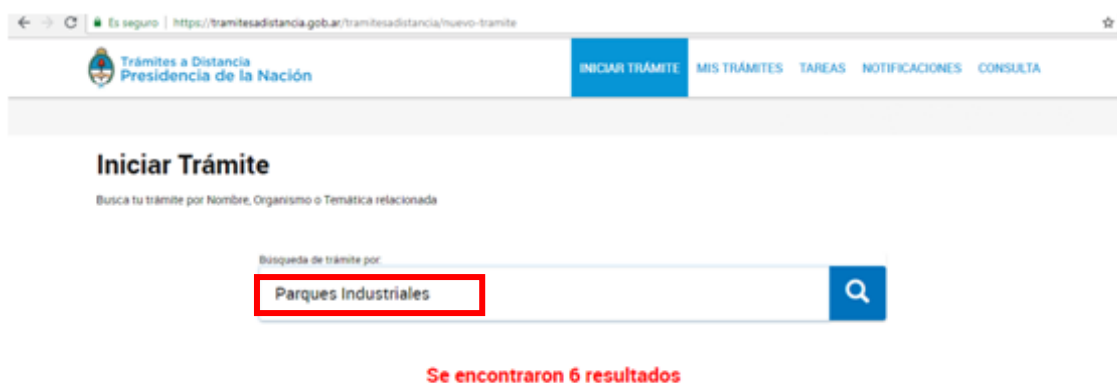 Es seguro | https://tramitesadistancia.gob.ar/tramitesadistancia/nuevo-tramite
Trámites a Distancia
Presidencia de la Nación
INICIAR TRÁMITE MIS TRÁMITES TAREAS NOTIFICACIONES CONSULTA
Iniciar Trámite
Busca tu trámite por Nombre, Organismo o Temática relacionada
Búsqueda de trámite por:
Parques Industriales
Se encontraron 6 resultados